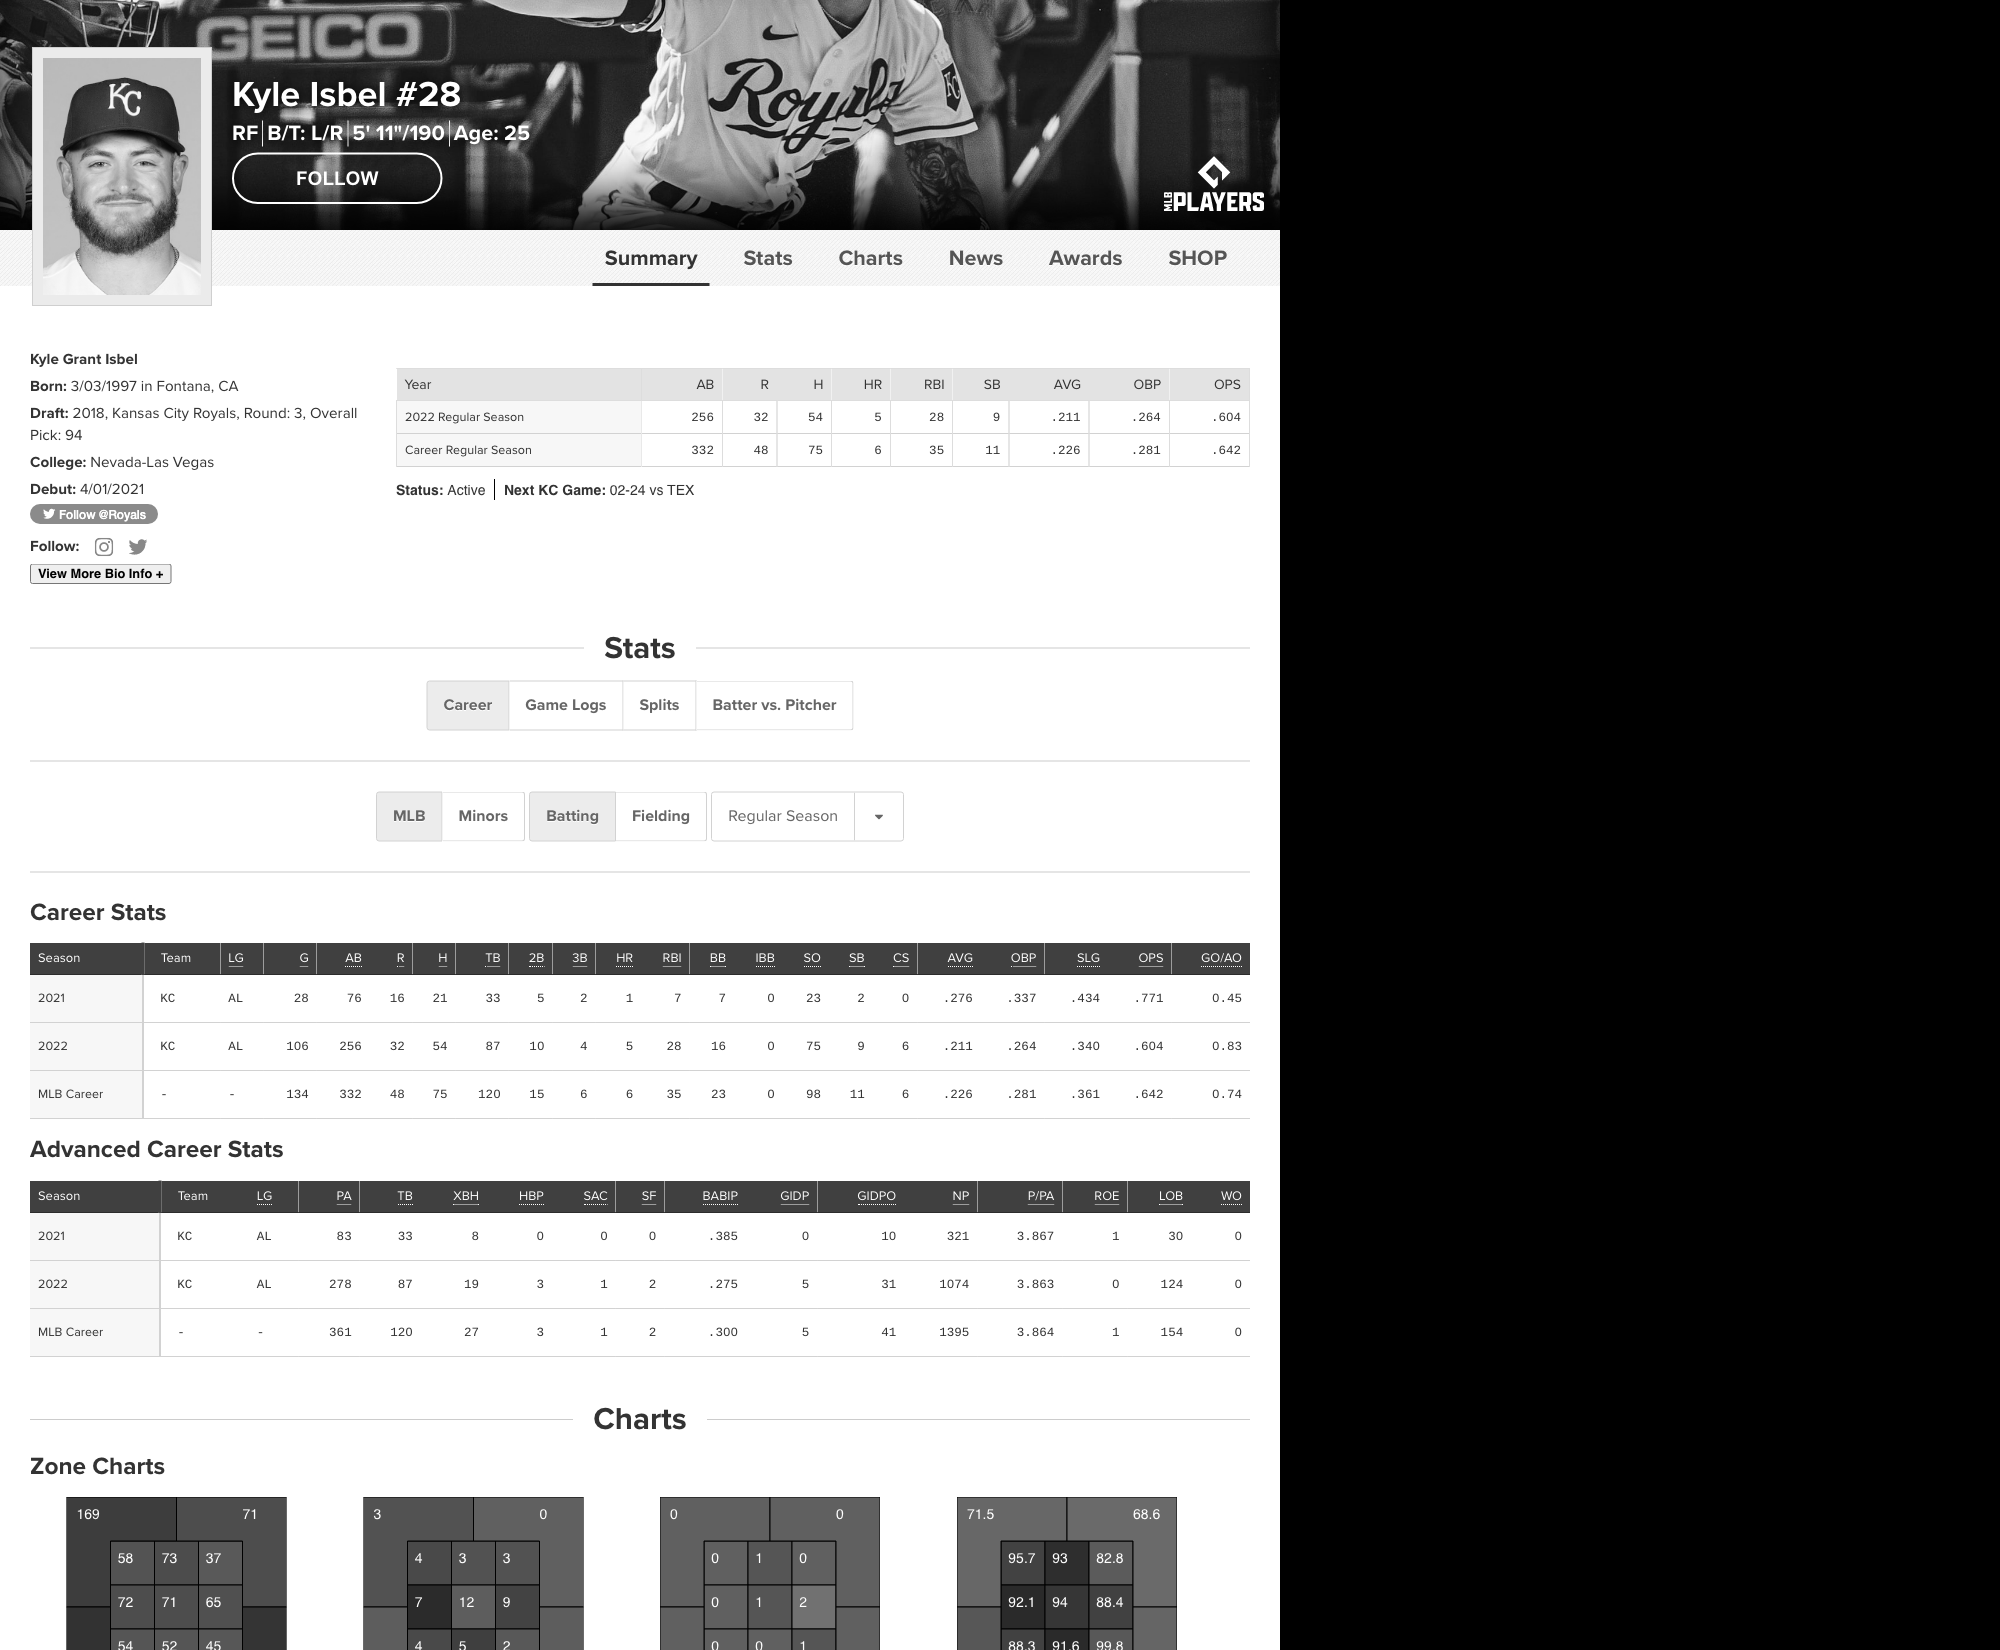 GEICO
Royals
KC
KC
Kyle Isbel #28
RF B/T: L/R 5' 11"/190 Age: 25
FOLLOW
MLB PLAYERS
Summary Stats Charts News Awards SHOP
Kyle Grant Isbel
Born: 3/03/1997 in Fontana, CA
Draft: 2018, Kansas City Royals, Round: 3, Overall
Pick: 94
College: Nevada-Las Vegas
Debut: 4/01/2021
Follow @Royals
Follow:
View More Bio Info +
Year AB R H HR RBI SB AVG OBP OPS
2022 Regular Season 256 32 54 5 28 9 .211 .264 .604
Career Regular Season 332 48 75 6 35 11 .226 .281 .642
Status: Active Next KC Game: 02-24 vs TEX
Stats
Career Game Logs Splits Batter vs. Pitcher
MLB Minors Batting Fielding Regular Season
Career Stats
Season Team LG G AB R H TB 2B 3B HR RBI BB IBB SO SB CS AVG OBP SLG OPS GO/AO
2021 KC AL 28 76 16 21 33 5 2 1 7 7 0 23 2 0 .276 .337 .434 .771 0.45
2022 KC AL 106 256 32 54 87 10 4 5 28 16 0 75 9 6 .211 .264 .340 .604 0.83
MLB Career - - 134 332 48 75 120 15 6 6 35 23 0 98 11 6 .226 .281 .361 .642 0.74
Advanced Career Stats
Season Team LG PA TB XBH HBP SAC SF BABIP GIDP GIDPO NP P/PA ROE LOB WO
2021 KC AL 83 33 8 0 0 0 .385 0 10 321 3.867 1 30 0
2022 KC AL 278 87 19 3 1 2 .275 5 31 1074 3.863 0 124 0
MLB Career - - 361 120 27 3 1 2 .300 5 41 1395 3.864 1 154 0
Charts
Zone Charts
169 71 3 0 0 0 71.5 68.6
58 73 37 4 3 3 0 1 0 95.7 93 82.8
72 71 65 7 12 9 0 1 2 92.1 94 88.4
54 52 45 4 5 2 0 0 1 88.3 91.6 99.8